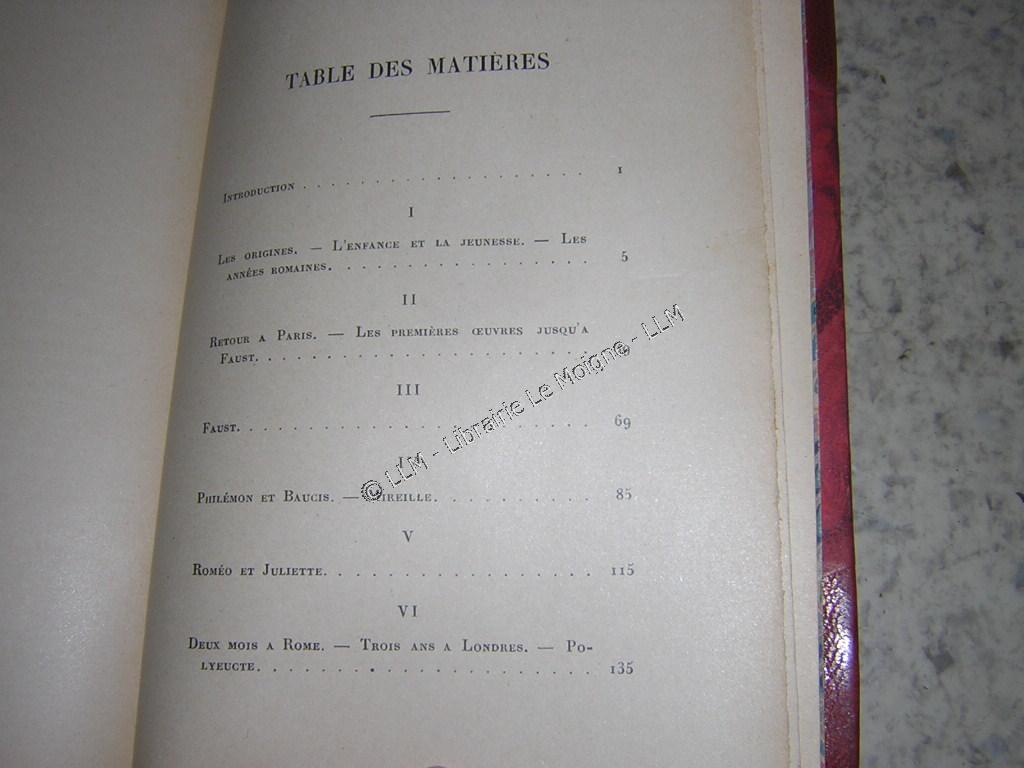 TABLE DES MATIÈRES
INTRODUCTION . . . . . . . . . . . . . . . . . . 1
I
LES ORIGINES. — L'ENFANCE ET LA JEUNESSE. — LES
ANNÉES ROMAINES. . . . . . . . . . . . . . . . . . 5
II
RETOUR A PARIS. — LES PREMIÈRES ŒUVRES JUSQU'A
FAUST. . . . . . . . . . . . . . . . . . . .
III
FAUST. . . . . . . . . . . . . . . . . . . . 69
PHILÉMON ET BAUCIS. — . . . . . . . . . . 85
V
ROMÉO ET JULIETTE. . . . . . . . . . . . . . . . 115
VI
DEUX MOIS A ROME. — TROIS ANS A LONDRES. — PO-
LYEUCTE. . . . . . . . . . . . . . . . . . . . 135
© LLM - Librairie Le Moigne - LLM